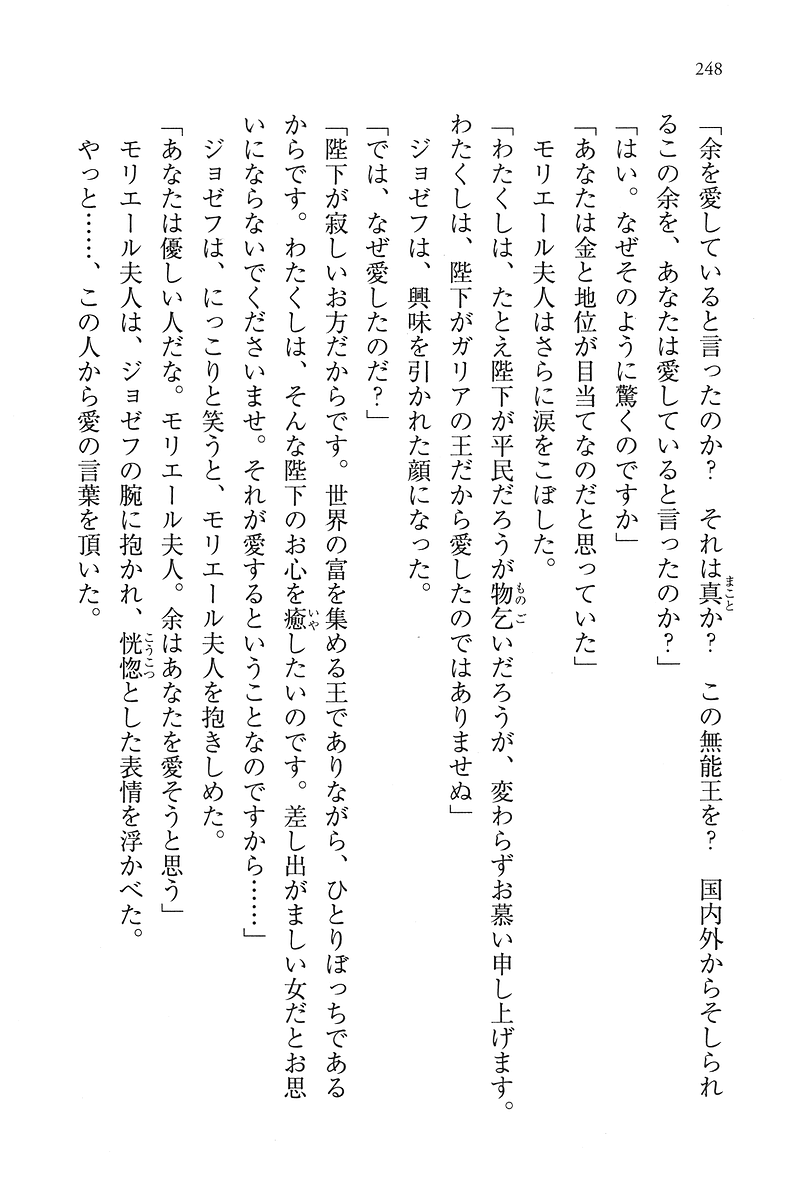 248
「余を愛していると言ったのか？　それは真か？　この無能王を？　国内外からそしられ
るこの余を、あなたは愛していると言ったのか？」
「はい。なぜそのように驚くのですか」
「あなたは金と地位が目当てなのだと思っていた」
　モリエール夫人はさらに涙をこぼした。
「わたくしは、たとえ陛下が平民だろうが物乞いだろうが、変わらずお慕い申し上げます。
わたくしは、陛下がガリアの王だから愛したのではありませぬ」
　ジョゼフは、興味を引かれた顔になった。
「では、なぜ愛したのだ？」
「陛下が寂しいお方だからです。世界の富を集める王でありながら、ひとりぼっちである
からです。わたくしは、そんな陛下のお心を癒したいのです。差し出がましい女だとお思
いにならないでくださいませ。それが愛するということなのですから……」
　ジョゼフは、にっこりと笑うと、モリエール夫人を抱きしめた。
「あなたは優しい人だな。モリエール夫人。余はあなたを愛そうと思う」
　モリエール夫人は、ジョゼフの腕に抱かれ、恍惚とした表情を浮かべた。
　やっと……、この人から愛の言葉を頂いた。